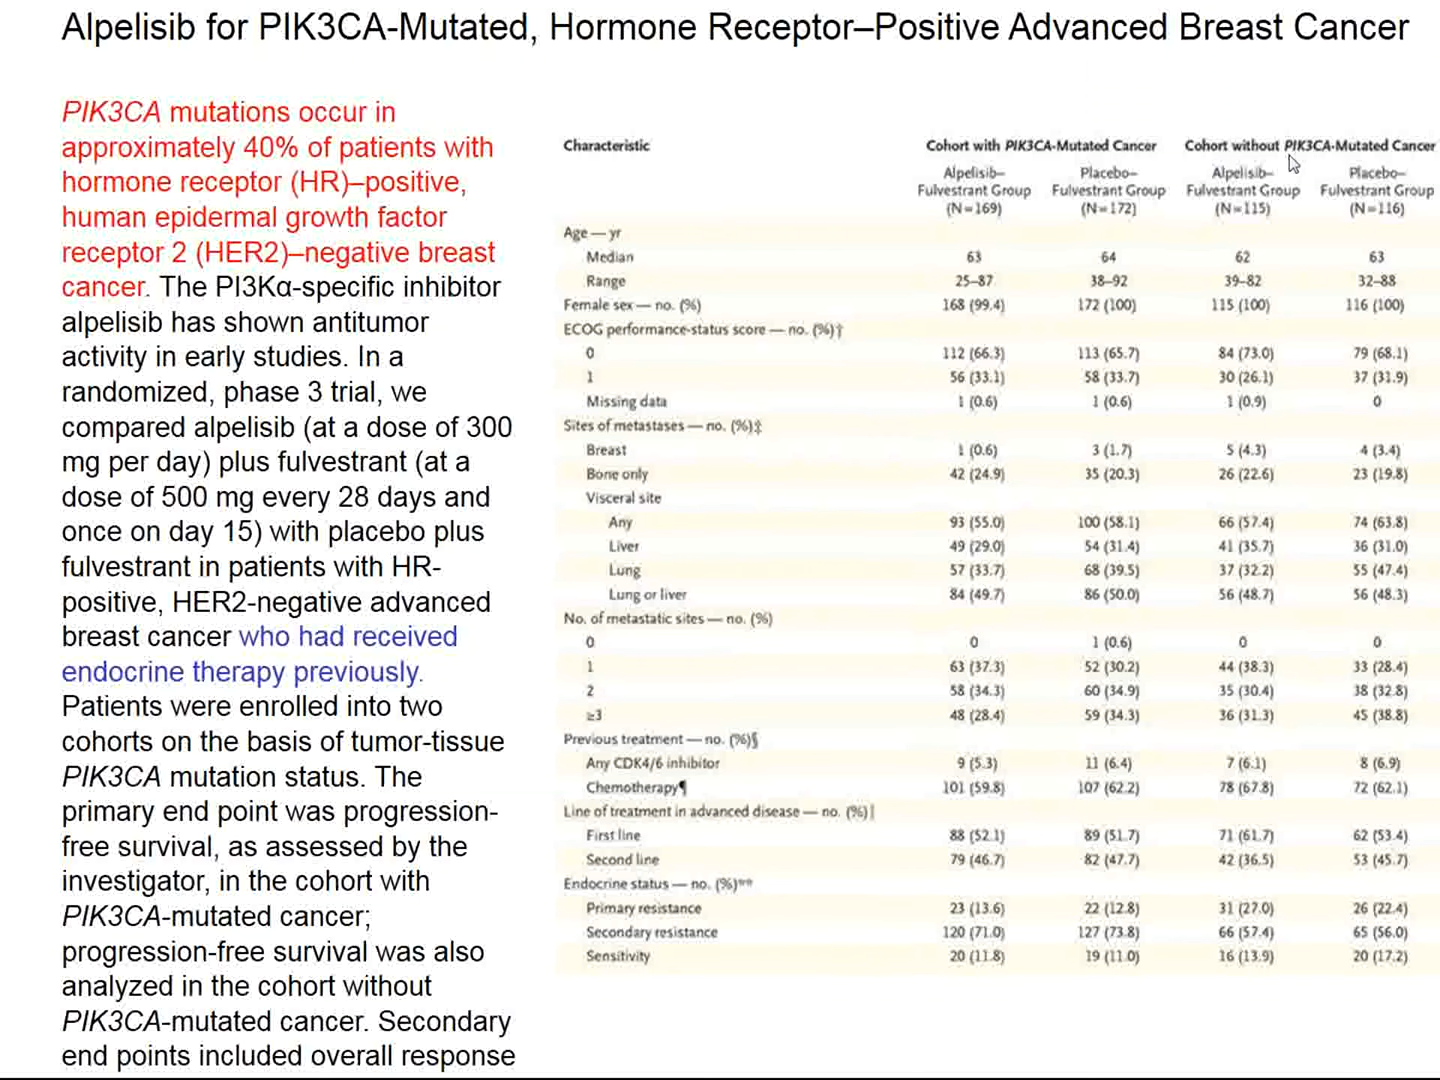 Alpelisib for PIK3CA-Mutated, Hormone Receptor–Positive Advanced Breast Cancer
PIK3CA mutations occur in
approximately 40% of patients with
hormone receptor (HR)–positive,
human epidermal growth factor
receptor 2 (HER2)–negative breast
cancer. The PI3Kα-specific inhibitor
alpelisib has shown antitumor
activity in early studies. In a
randomized, phase 3 trial, we
compared alpelisib (at a dose of 300
mg per day) plus fulvestrant (at a
dose of 500 mg every 28 days and
once on day 15) with placebo plus
fulvestrant in patients with HR-
positive, HER2-negative advanced
breast cancer who had received
endocrine therapy previously.
Patients were enrolled into two
cohorts on the basis of tumor-tissue
PIK3CA mutation status. The
primary end point was progression-
free survival, as assessed by the
investigator, in the cohort with
PIK3CA-mutated cancer;
progression-free survival was also
analyzed in the cohort without
PIK3CA-mutated cancer. Secondary
end points included overall response
Characteristic Cohort with PIK3CA-Mutated Cancer Cohort without PIK3CA-Mutated Cancer
Alpelisib– Placebo– Alpelisib– Placebo–
Fulvestrant Group Fulvestrant Group Fulvestrant Group Fulvestrant Group
(N=169) (N=172) (N=115) (N=116)
Age — yr
Median 63 64 62 63
Range 25–87 38–92 39–82 32–88
Female sex — no. (%) 168 (99.4) 172 (100) 115 (100) 116 (100)
ECOG performance-status score — no. (%)†
0 112 (66.3) 113 (65.7) 84 (73.0) 79 (68.1)
1 56 (33.1) 58 (33.7) 30 (26.1) 37 (31.9)
Missing data 1 (0.6) 1 (0.6) 1 (0.9) 0
Sites of metastases — no. (%)‡
Breast 1 (0.6) 3 (1.7) 5 (4.3) 4 (3.4)
Bone only 42 (24.9) 35 (20.3) 26 (22.6) 23 (19.8)
Visceral site
Any 93 (55.0) 100 (58.1) 66 (57.4) 74 (63.8)
Liver 49 (29.0) 54 (31.4) 41 (35.7) 36 (31.0)
Lung 57 (33.7) 68 (39.5) 37 (32.2) 55 (47.4)
Lung or liver 84 (49.7) 86 (50.0) 56 (48.7) 56 (48.3)
No. of metastatic sites — no. (%)
0 0 1 (0.6) 0 0
1 63 (37.3) 52 (30.2) 44 (38.3) 33 (28.4)
2 58 (34.3) 60 (34.9) 35 (30.4) 38 (32.8)
≥3 48 (28.4) 59 (34.3) 36 (31.3) 45 (38.8)
Previous treatment — no. (%)§
Any CDK4/6 inhibitor 9 (5.3) 11 (6.4) 7 (6.1) 8 (6.9)
Chemotherapy¶ 101 (59.8) 107 (62.2) 78 (67.8) 72 (62.1)
Line of treatment in advanced disease — no. (%)‖
First line 88 (52.1) 89 (51.7) 71 (61.7) 62 (53.4)
Second line 79 (46.7) 82 (47.7) 42 (36.5) 53 (45.7)
Endocrine status — no. (%)**
Primary resistance 23 (13.6) 22 (12.8) 31 (27.0) 26 (22.4)
Secondary resistance 120 (71.0) 127 (73.8) 66 (57.4) 65 (56.0)
Sensitivity 20 (11.8) 19 (11.0) 16 (13.9) 20 (17.2)